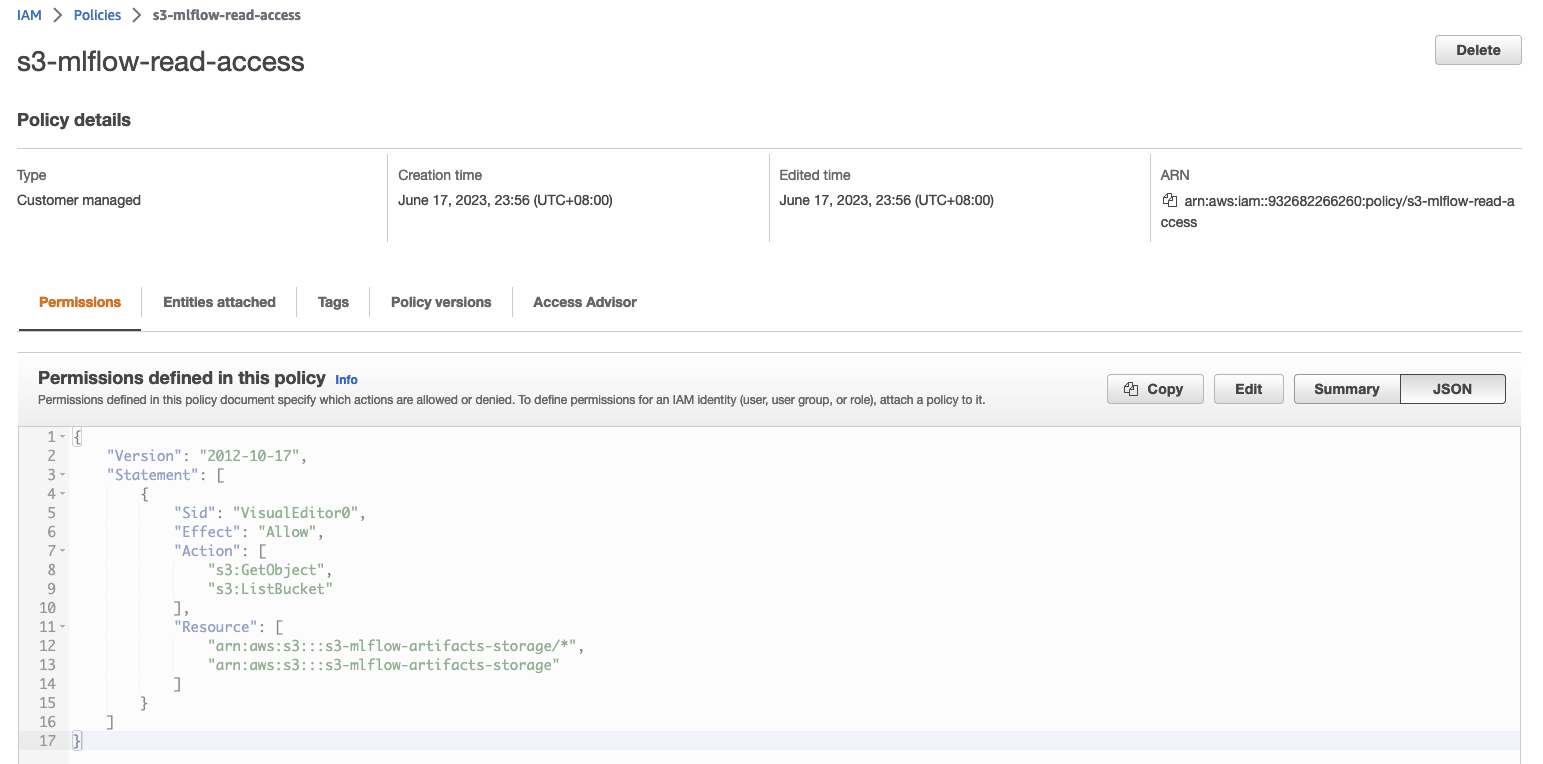 IAM > Policies > s3-mlflow-read-access
s3-mlflow-read-access
Delete
Policy details
Type
Customer managed
Creation time
June 17, 2023, 23:56 (UTC+08:00)
Edited time
June 17, 2023, 23:56 (UTC+08:00)
ARN
arn:aws:iam::932682266260:policy/s3-mlflow-read-a
ccess
Permissions Entities attached Tags Policy versions Access Advisor
Permissions defined in this policy Info
Permissions defined in this policy document specify which actions are allowed or denied. To define permissions for an IAM identity (user, user group, or role), attach a policy to it.
Copy Edit Summary JSON
1 {
2     "Version": "2012-10-17",
3     "Statement": [
4         {
5             "Sid": "VisualEditor0",
6             "Effect": "Allow",
7             "Action": [
8                 "s3:GetObject",
9                 "s3:ListBucket"
10             ],
11             "Resource": [
12                 "arn:aws:s3:::s3-mlflow-artifacts-storage/*",
13                 "arn:aws:s3:::s3-mlflow-artifacts-storage"
14             ]
15         }
16     ]
17 }